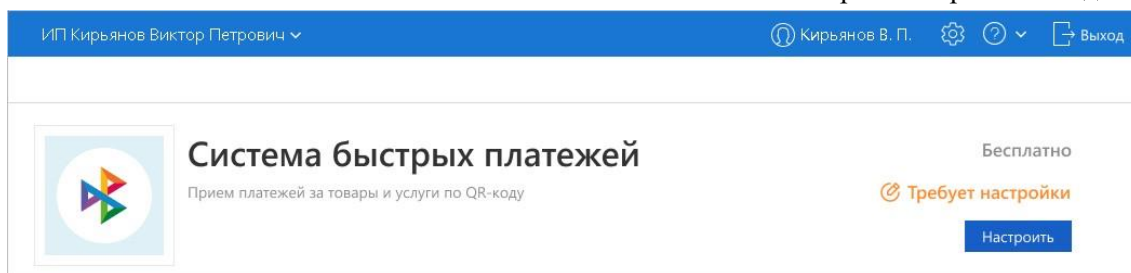 ИП Кирьянов Виктор Петрович
Кирьянов В. П.
Выход
Система быстрых платежей
Бесплатно
Прием платежей за товары и услуги по QR-коду
Требует настройки
Настроить